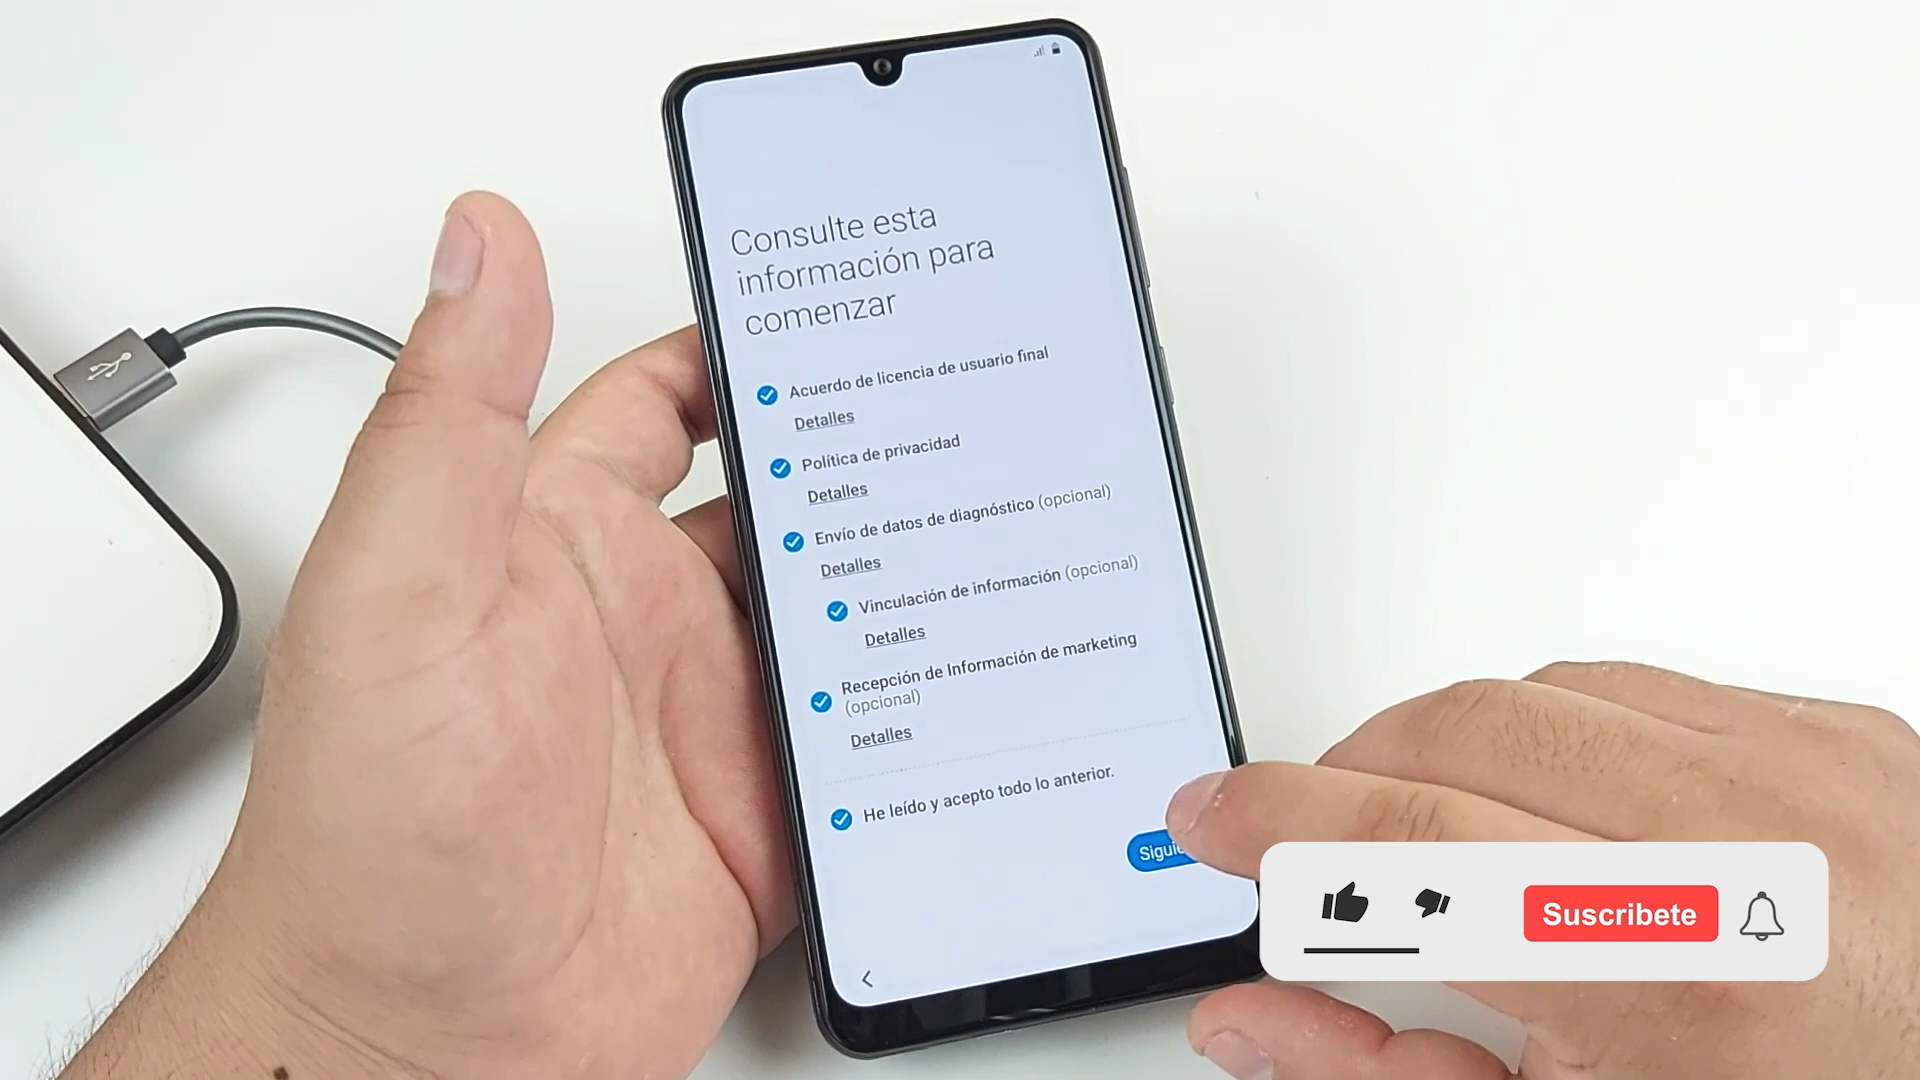 Consulte esta
información para
comenzar
Acuerdo de licencia de usuario final
Detalles
Política de privacidad
Detalles
Envío de datos de diagnóstico (opcional)
Detalles
Vinculación de información (opcional)
Detalles
Recepción de Información de marketing
(opcional)
Detalles
He leído y acepto todo lo anterior.
Suscribete